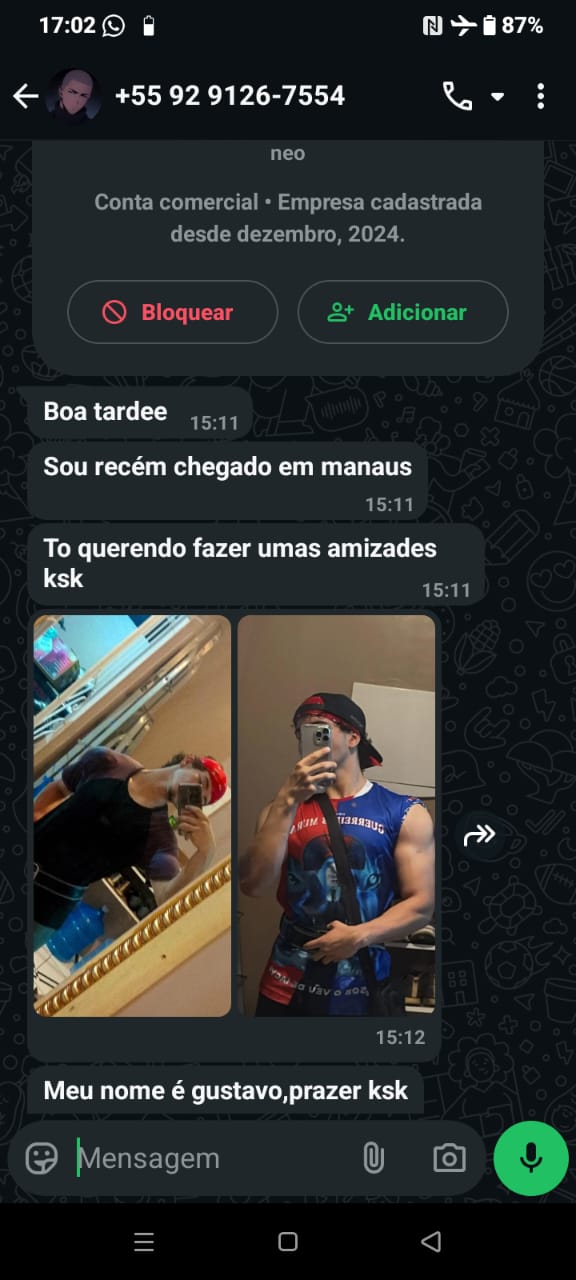 17:02
87%
+55 92 9126-7554
neo
Conta comercial • Empresa cadastrada
desde dezembro, 2024.
Bloquear
Adicionar
Boa tardee 15:11
Sou recém chegado em manaus
15:11
To querendo fazer umas amizades
ksk
15:11
15:12
Meu nome é gustavo,prazer ksk
Mensagem